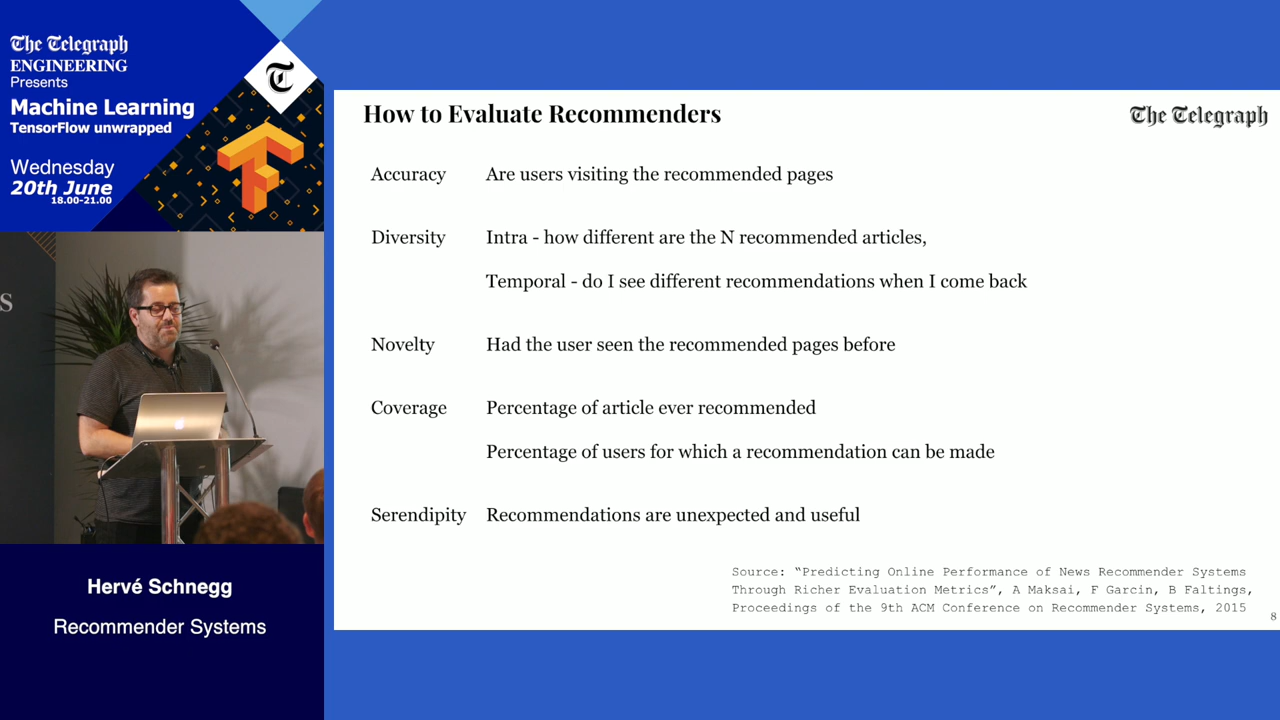 The Telegraph
ENGINEERING
Presents
Machine Learning
TensorFlow unwrapped
Wednesday
20th June
18.00-21.00
T
S
Hervé Schnegg
Recommender Systems
How to Evaluate Recommenders
The Telegraph
Accuracy Are users visiting the recommended pages
Diversity Intra - how different are the N recommended articles,
Temporal - do I see different recommendations when I come back
Novelty Had the user seen the recommended pages before
Coverage Percentage of article ever recommended
Percentage of users for which a recommendation can be made
Serendipity Recommendations are unexpected and useful
Source: “Predicting Online Performance of News Recommender Systems
Through Richer Evaluation Metrics”, A Maksai, F Garcin, B Faltings,
Proceedings of the 9th ACM Conference on Recommender Systems, 2015
8